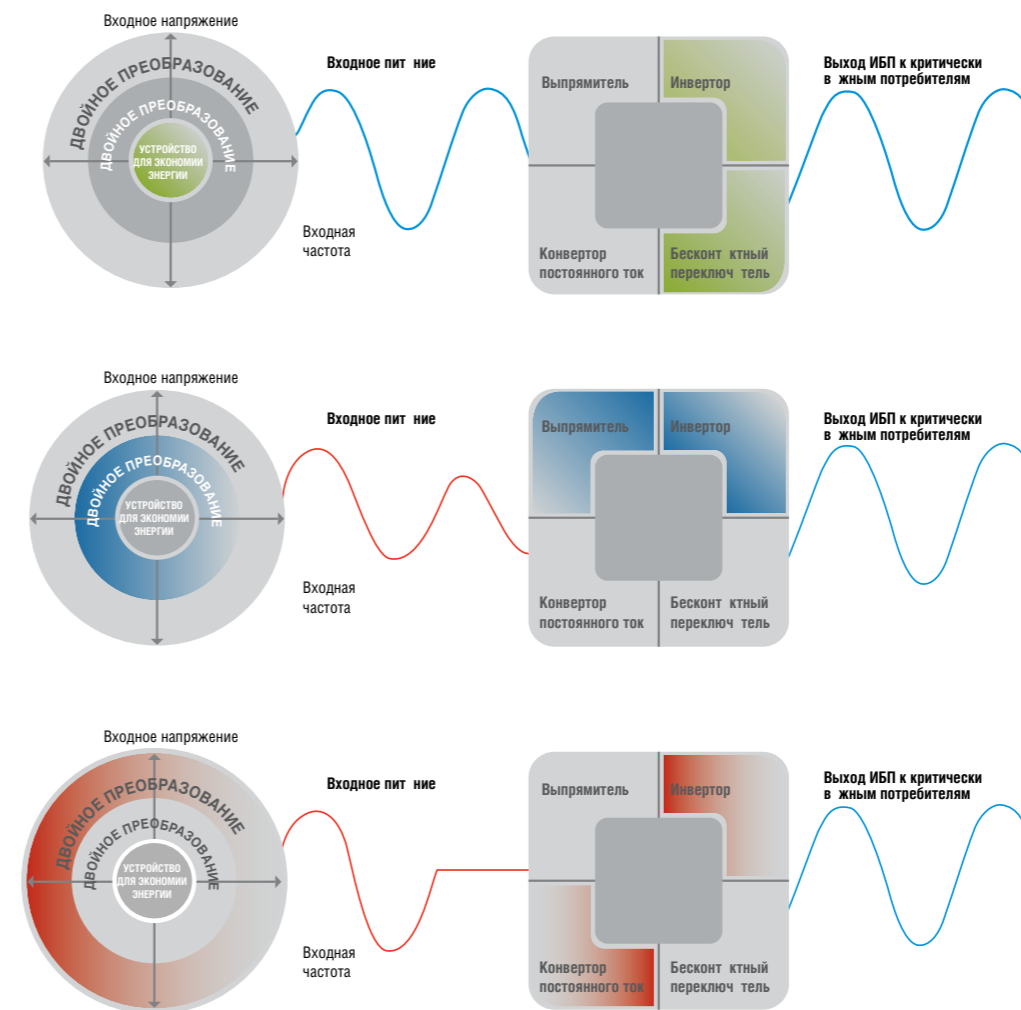 Входное напряжение
ДВОЙНОЕ ПРЕОБРАЗОВАНИЕ
ДВОЙНОЕ ПРЕОБРАЗОВАНИЕ
УСТРОЙСТВО
ДЛЯ ЭКОНОМИИ
ЭНЕРГИИ
Входная
частота
Входное пит ние
Выпрямитель
Инвертор
Конвертор
постоянного ток
Бесконт ктный
переключ тель
Выход ИБП к критически
в жным потребителям
Входное напряжение
ДВОЙНОЕ ПРЕОБРАЗОВАНИЕ
ДВОЙНОЕ ПРЕОБРАЗОВАНИЕ
УСТРОЙСТВО
ДЛЯ ЭКОНОМИИ
ЭНЕРГИИ
Входная
частота
Входное пит ние
Выпрямитель
Инвертор
Конвертор
постоянного ток
Бесконт ктный
переключ тель
Выход ИБП к критически
в жным потребителям
Входное напряжение
ДВОЙНОЕ ПРЕОБРАЗОВАНИЕ
ДВОЙНОЕ ПРЕОБРАЗОВАНИЕ
УСТРОЙСТВО
ДЛЯ ЭКОНОМИИ
ЭНЕРГИИ
Входная
частота
Входное пит ние
Выпрямитель
Инвертор
Конвертор
постоянного ток
Бесконт ктный
переключ тель
Выход ИБП к критически
в жным потребителям